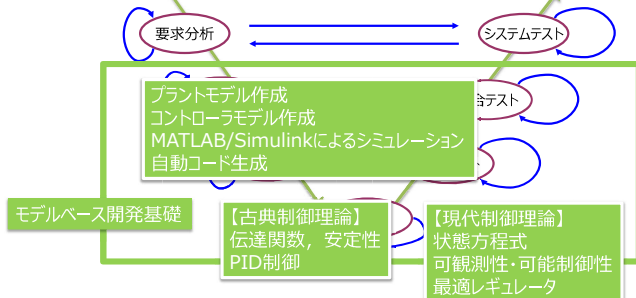 要求分析
システムテスト
プラントモデル作成
コントローラモデル作成
MATLAB/Simulinkによるシミュレーション
自動コード生成
合テスト
モデルベース開発基礎
【古典制御理論】
伝達関数，安定性
PID制御
【現代制御理論】
状態方程式
可観測性・可能制御性
最適レギュレータ